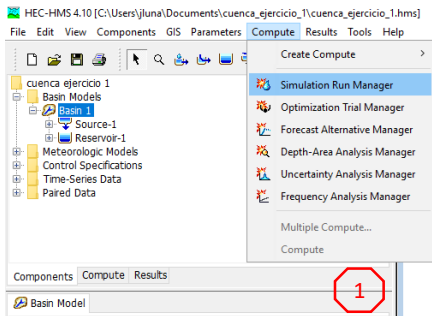 HEC-HMS 4.10 [C:\Users\jluna\Documents\cuenca_ejercicio_1\cuenca_ejercicio_1.hms]
File Edit View Components GIS Parameters Compute Results Tools Help
cuenca ejercicio 1
Basin Models
Basin 1
Source-1
Reservoir-1
Meteorologic Models
Control Specifications
Time-Series Data
Paired Data
Create Compute
Simulation Run Manager
Optimization Trial Manager
Forecast Alternative Manager
Depth-Area Analysis Manager
Uncertainty Analysis Manager
Frequency Analysis Manager
Multiple Compute...
Compute
Components Compute Results
1
Basin Model